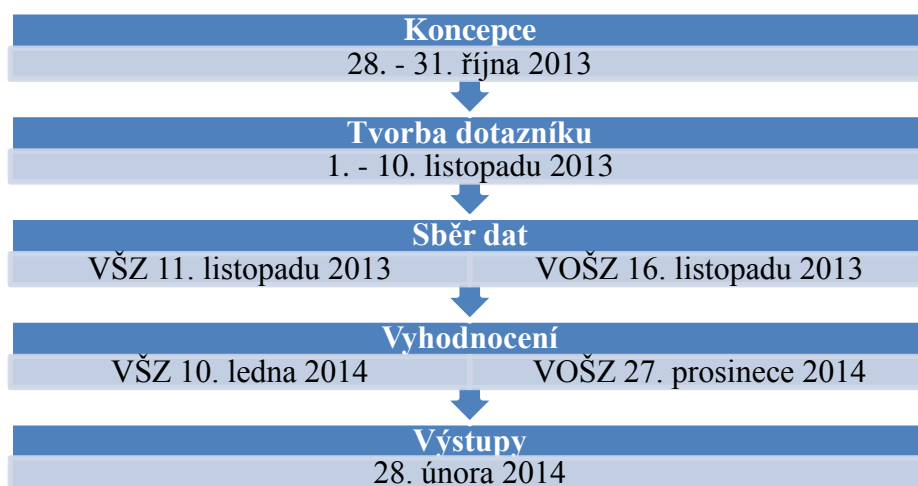 Koncepce
28. - 31. října 2013
Tvorba dotazníku
1. - 10. listopadu 2013
Sběr dat
VŠZ 11. listopadu 2013
VOŠZ 16. listopadu 2013
Vyhodnocení
VŠZ 10. ledna 2014
VOŠZ 27. prosinece 2014
Výstupy
28. února 2014